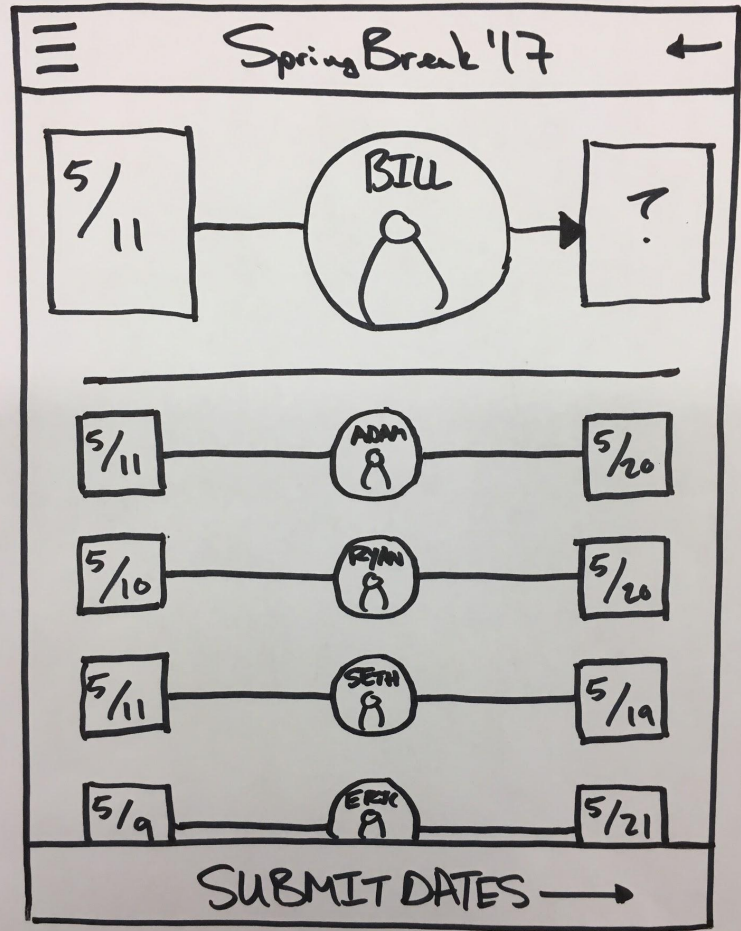 Spring Break '17
5/11 BILL ?
5/11 ADAM 5/20
5/10 RYAN 5/20
5/11 SETH 5/19
5/9 ERIC 5/21
SUBMIT DATES